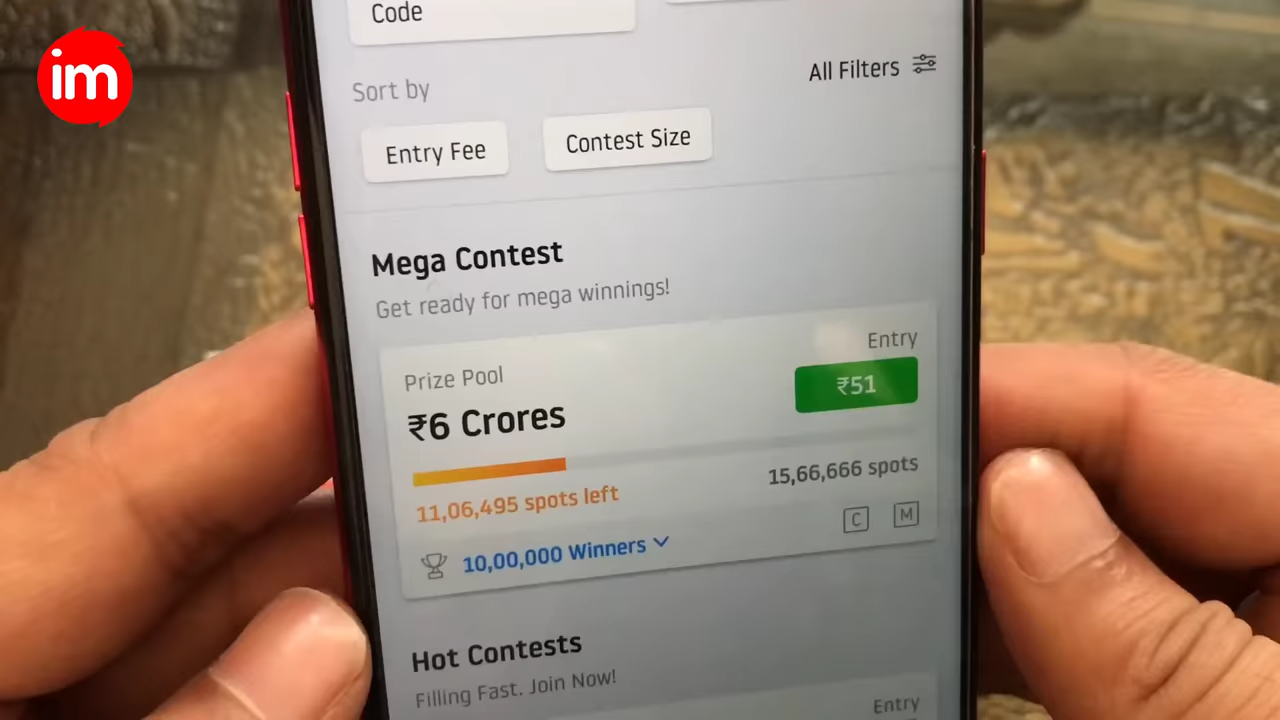 im
Code
Sort by
All Filters
Entry Fee
Contest Size
Mega Contest
Get ready for mega winnings!
Prize Pool
Entry
₹6 Crores
₹51
11,06,495 spots left
15,66,666 spots
10,00,000 Winners
C
M
Hot Contests
Filling Fast. Join Now!
Entry